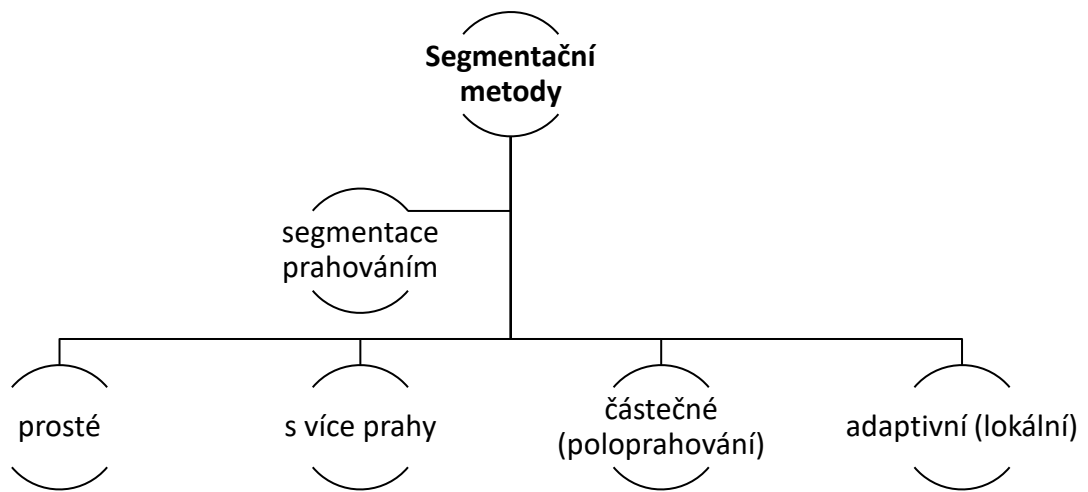 Segmentační
metody
segmentace
prahováním
prosté
s více prahy
částečné
(poloprahování)
adaptivní (lokální)